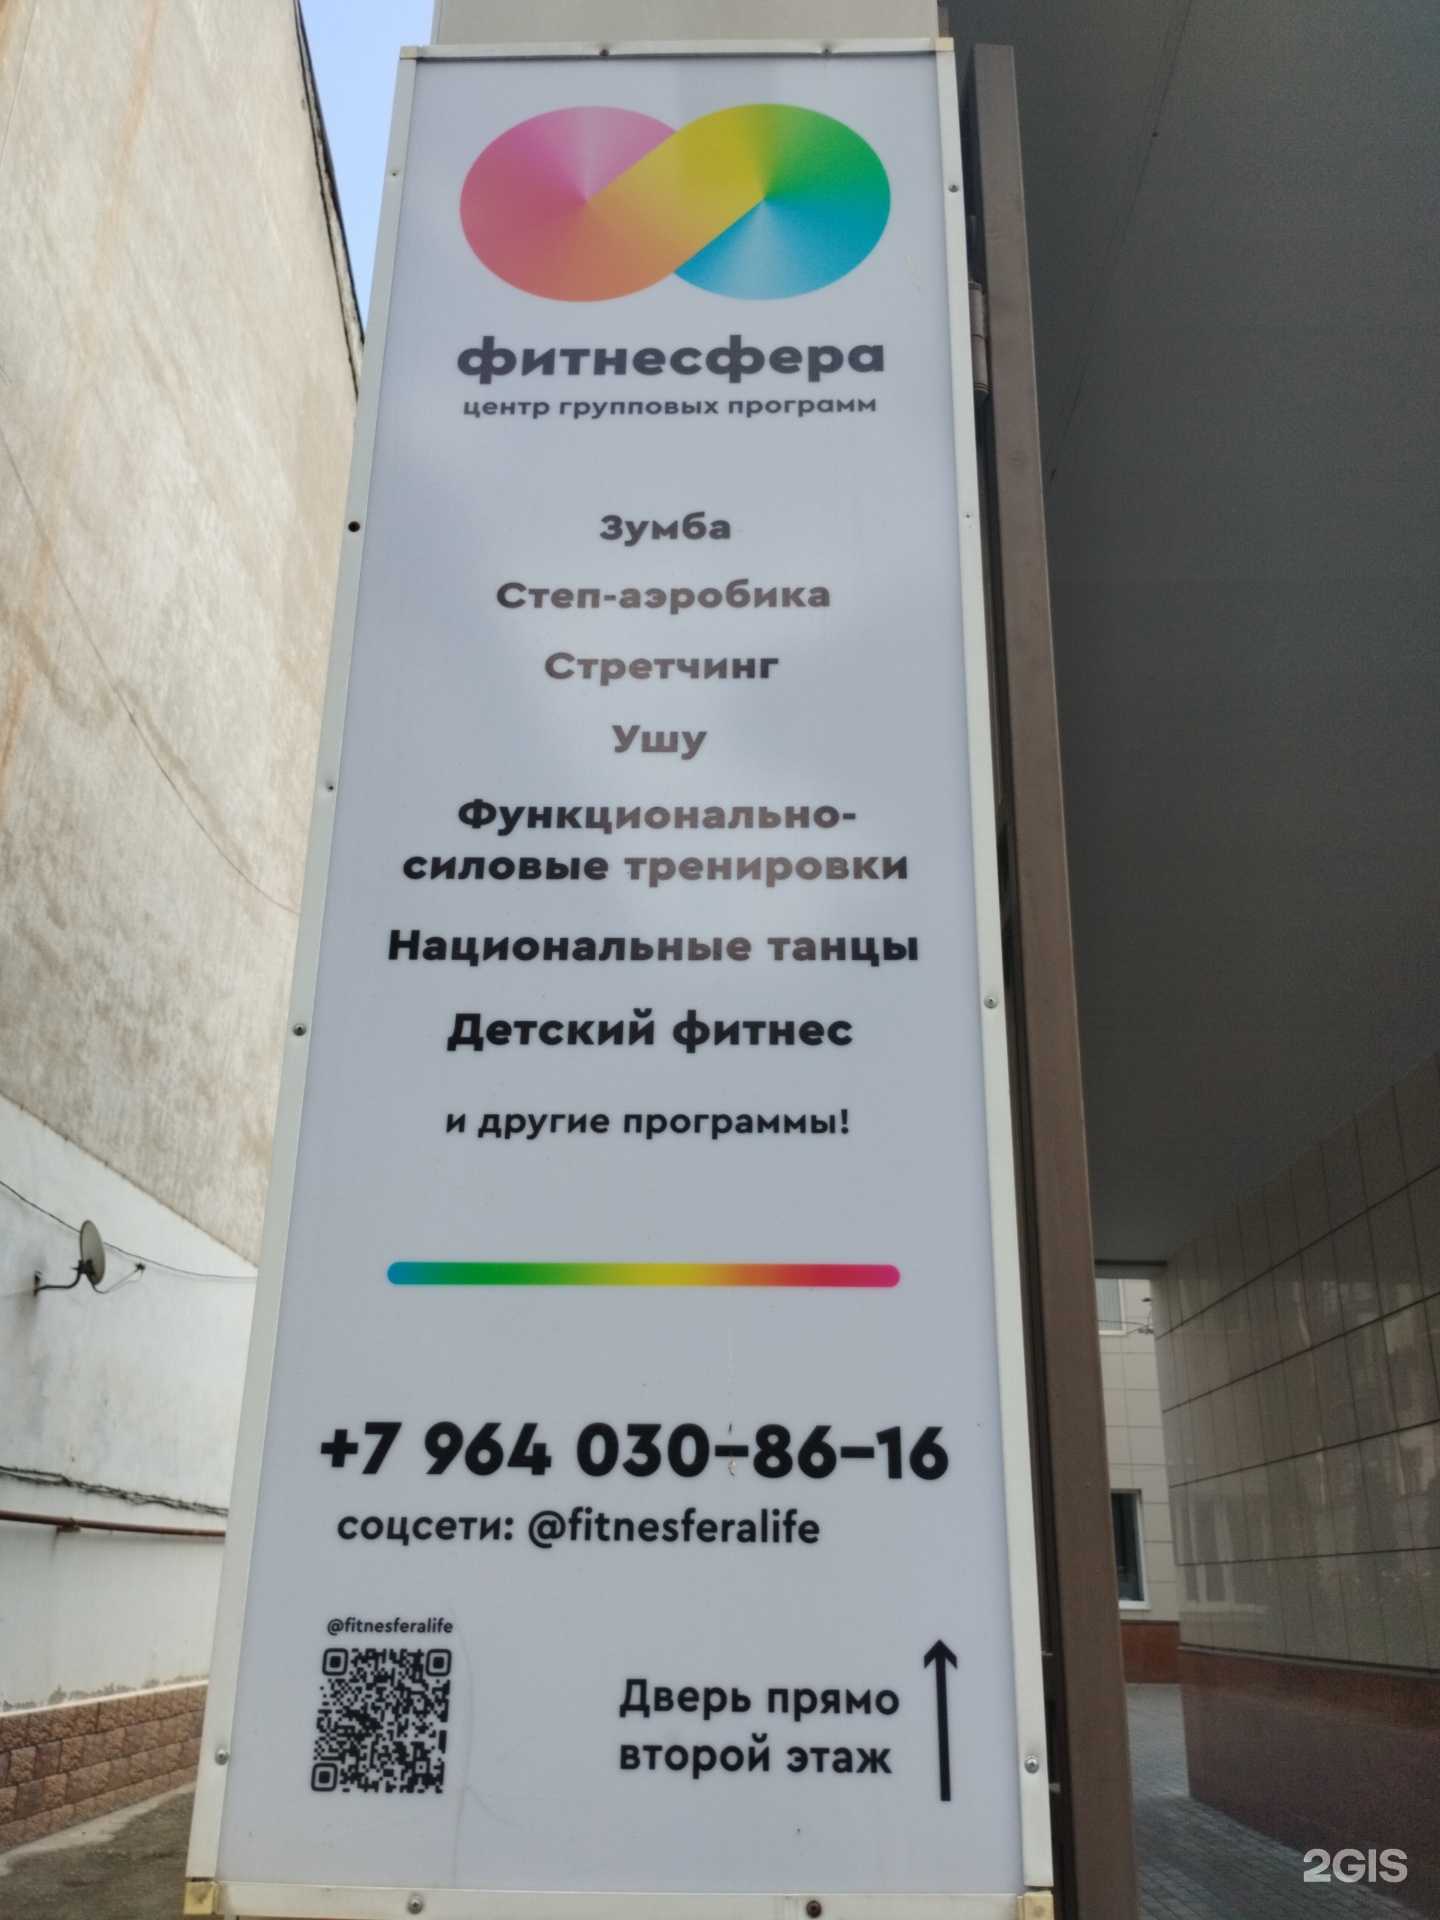 фитнесфера
центр групповых программ
Зумба
Степ-аэробика
Стретчинг
Ушу
Функционально-
силовые тренировки
Национальные танцы
Детский фитнес
и другие программы!
+7 964 030-86-16
соцсети: @fitnesferalife
@fitnesferalife
Дверь прямо
второй этаж
2GIS